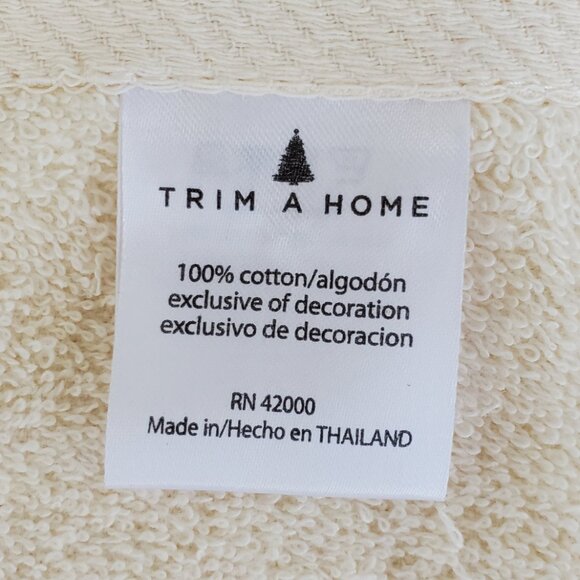 TRIM A HOME
100% cotton/algodón
exclusive of decoration
exclusivo de decoracion
RN 42000
Made in/Hecho en THAILAND